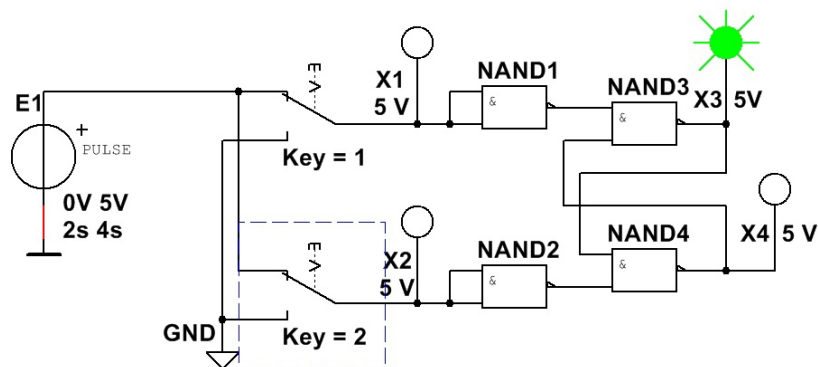 E1
+
PULSE
0V 5V
2s 4s
GND
E
V
Key = 1
X1
5 V
NAND1
&
NAND3
&
X3 5V
E
V
Key = 2
X2
5 V
NAND2
&
NAND4
&
X4 5 V